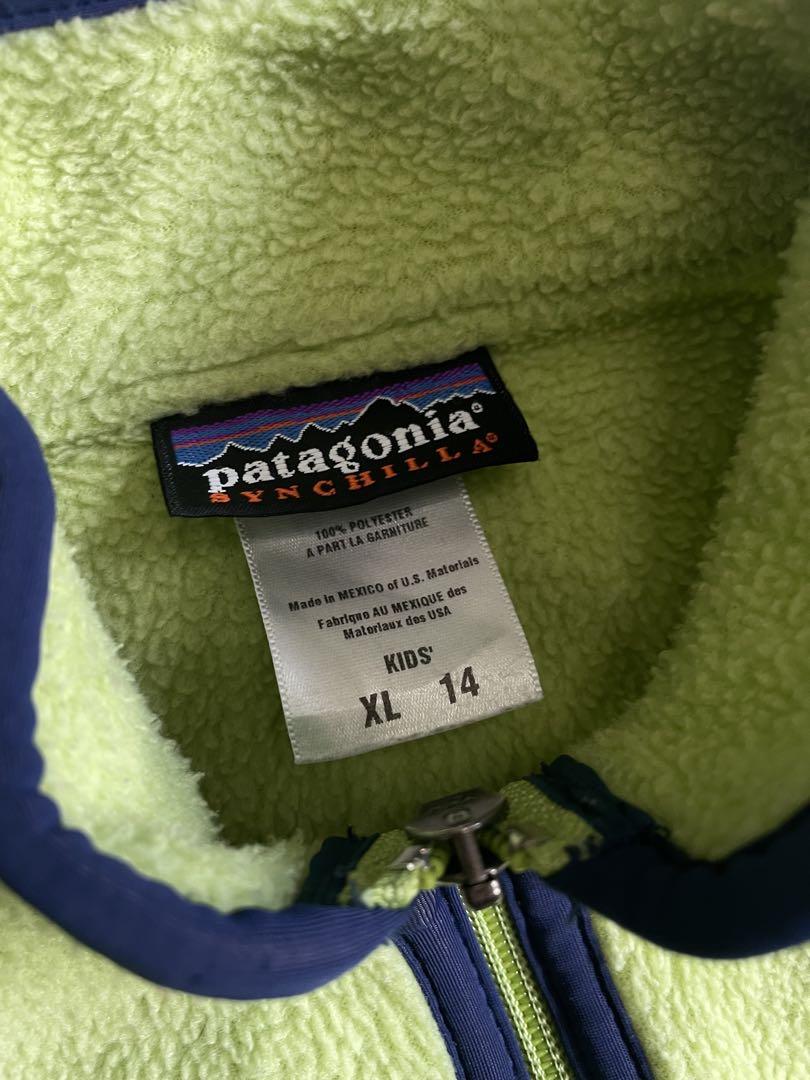 patagonia®
SYNCHILLA®
100% POLYESTER
A PART LA GARNITURE
Made in MEXICO of U.S. Materials
Fabrique AU MEXIQUE des
Materiaux des USA
KIDS'
XL 14